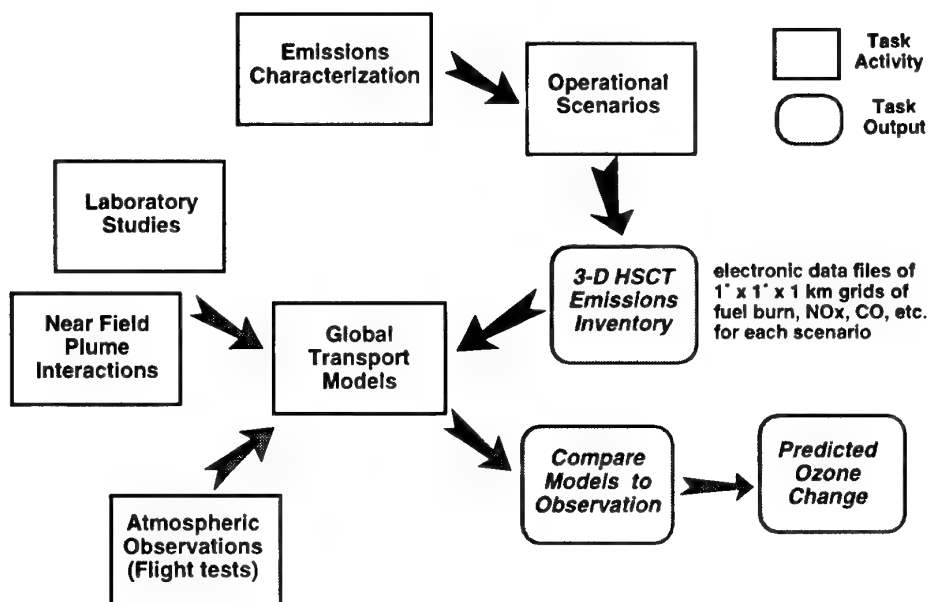 Emissions
Characterization
Operational
Scenarios
Task
Activity
Task
Output
Laboratory
Studies
Near Field
Plume
Interactions
Global
Transport
Models
3-D HSCT
Emissions
Inventory
electronic data files of
1° x 1° x 1 km grids of
fuel burn, NOx, CO, etc.
for each scenario
Atmospheric
Observations
(Flight tests)
Compare
Models to
Observation
Predicted
Ozone
Change